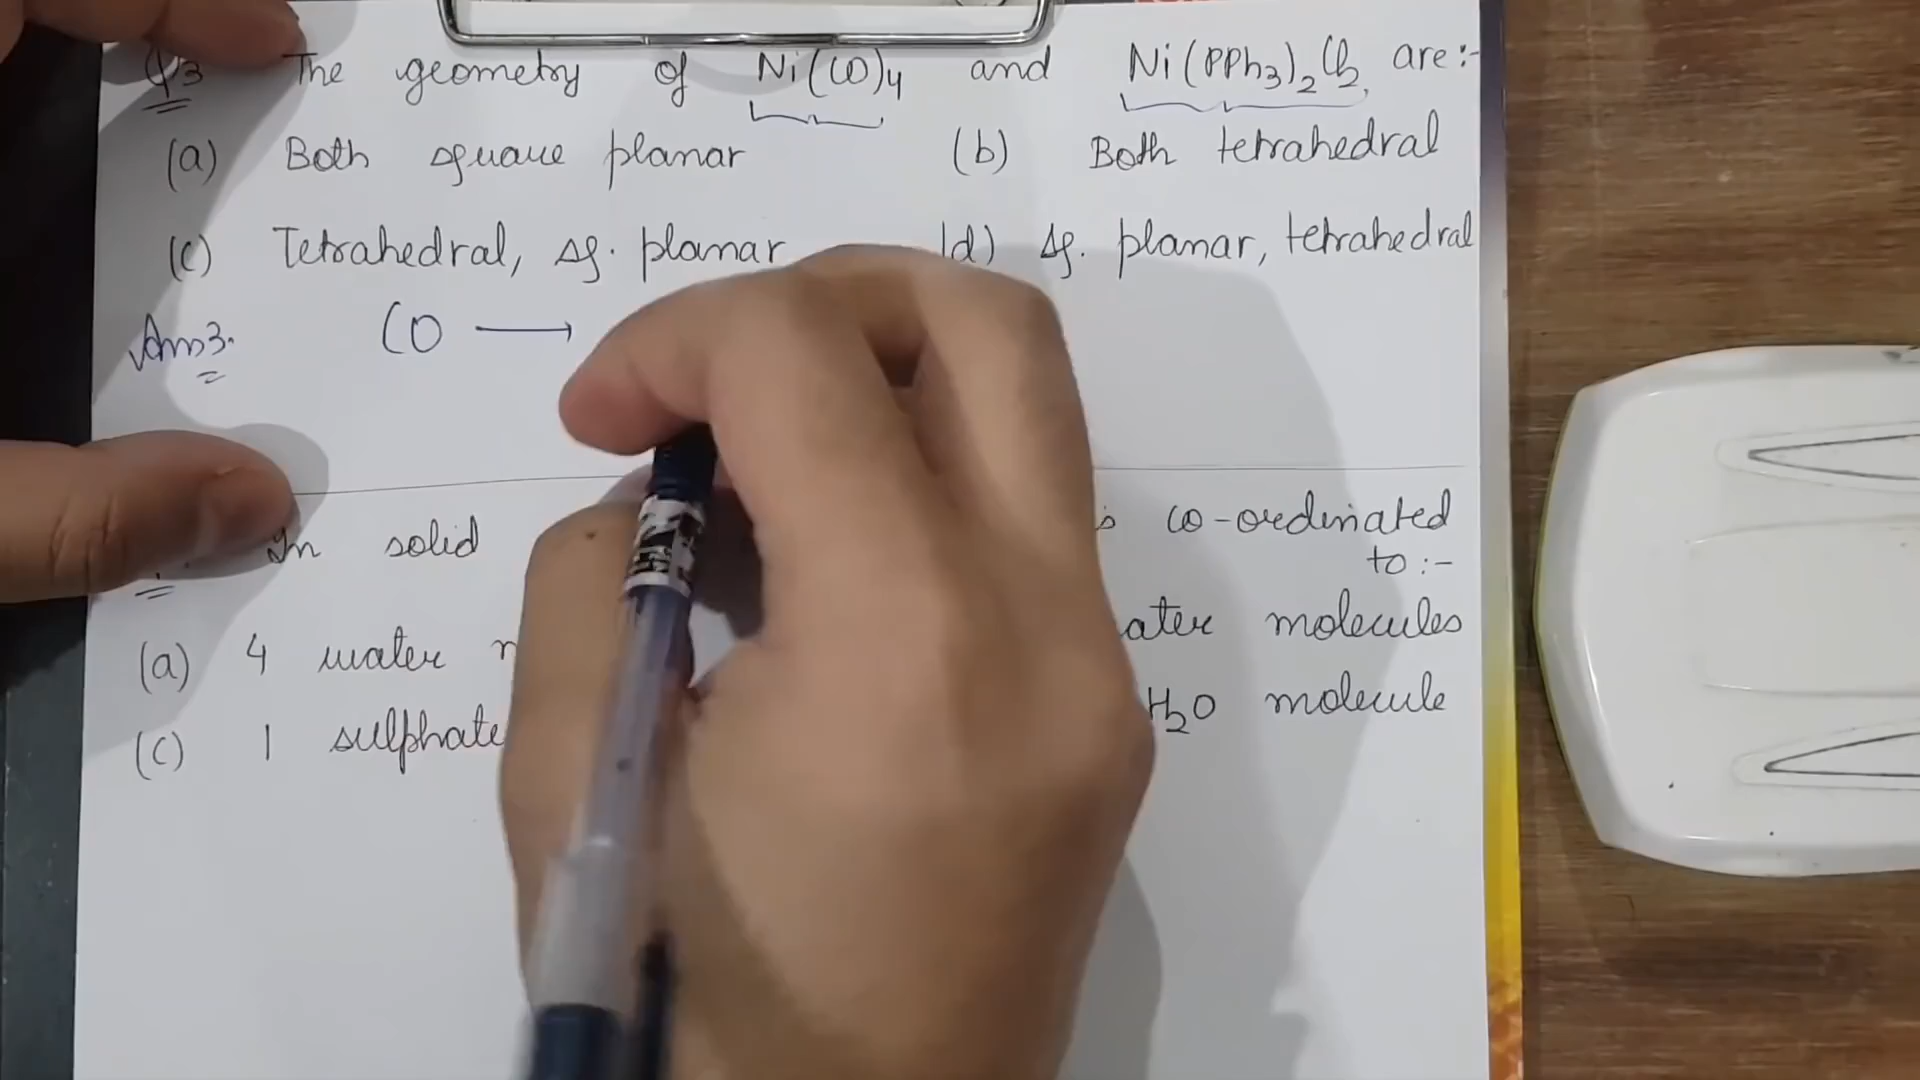 Q3 The geometry of Ni(CO)4 and Ni(PPh3)2Cl2 are:-
(a) Both square planar (b) Both tetrahedral
(c) Tetrahedral, sq. planar (d) sq. planar, tetrahedral
Ans3. CO →
In solid co-ordinated to:-
(a) 4 water molecules
(c) 1 sulphate H2O molecule